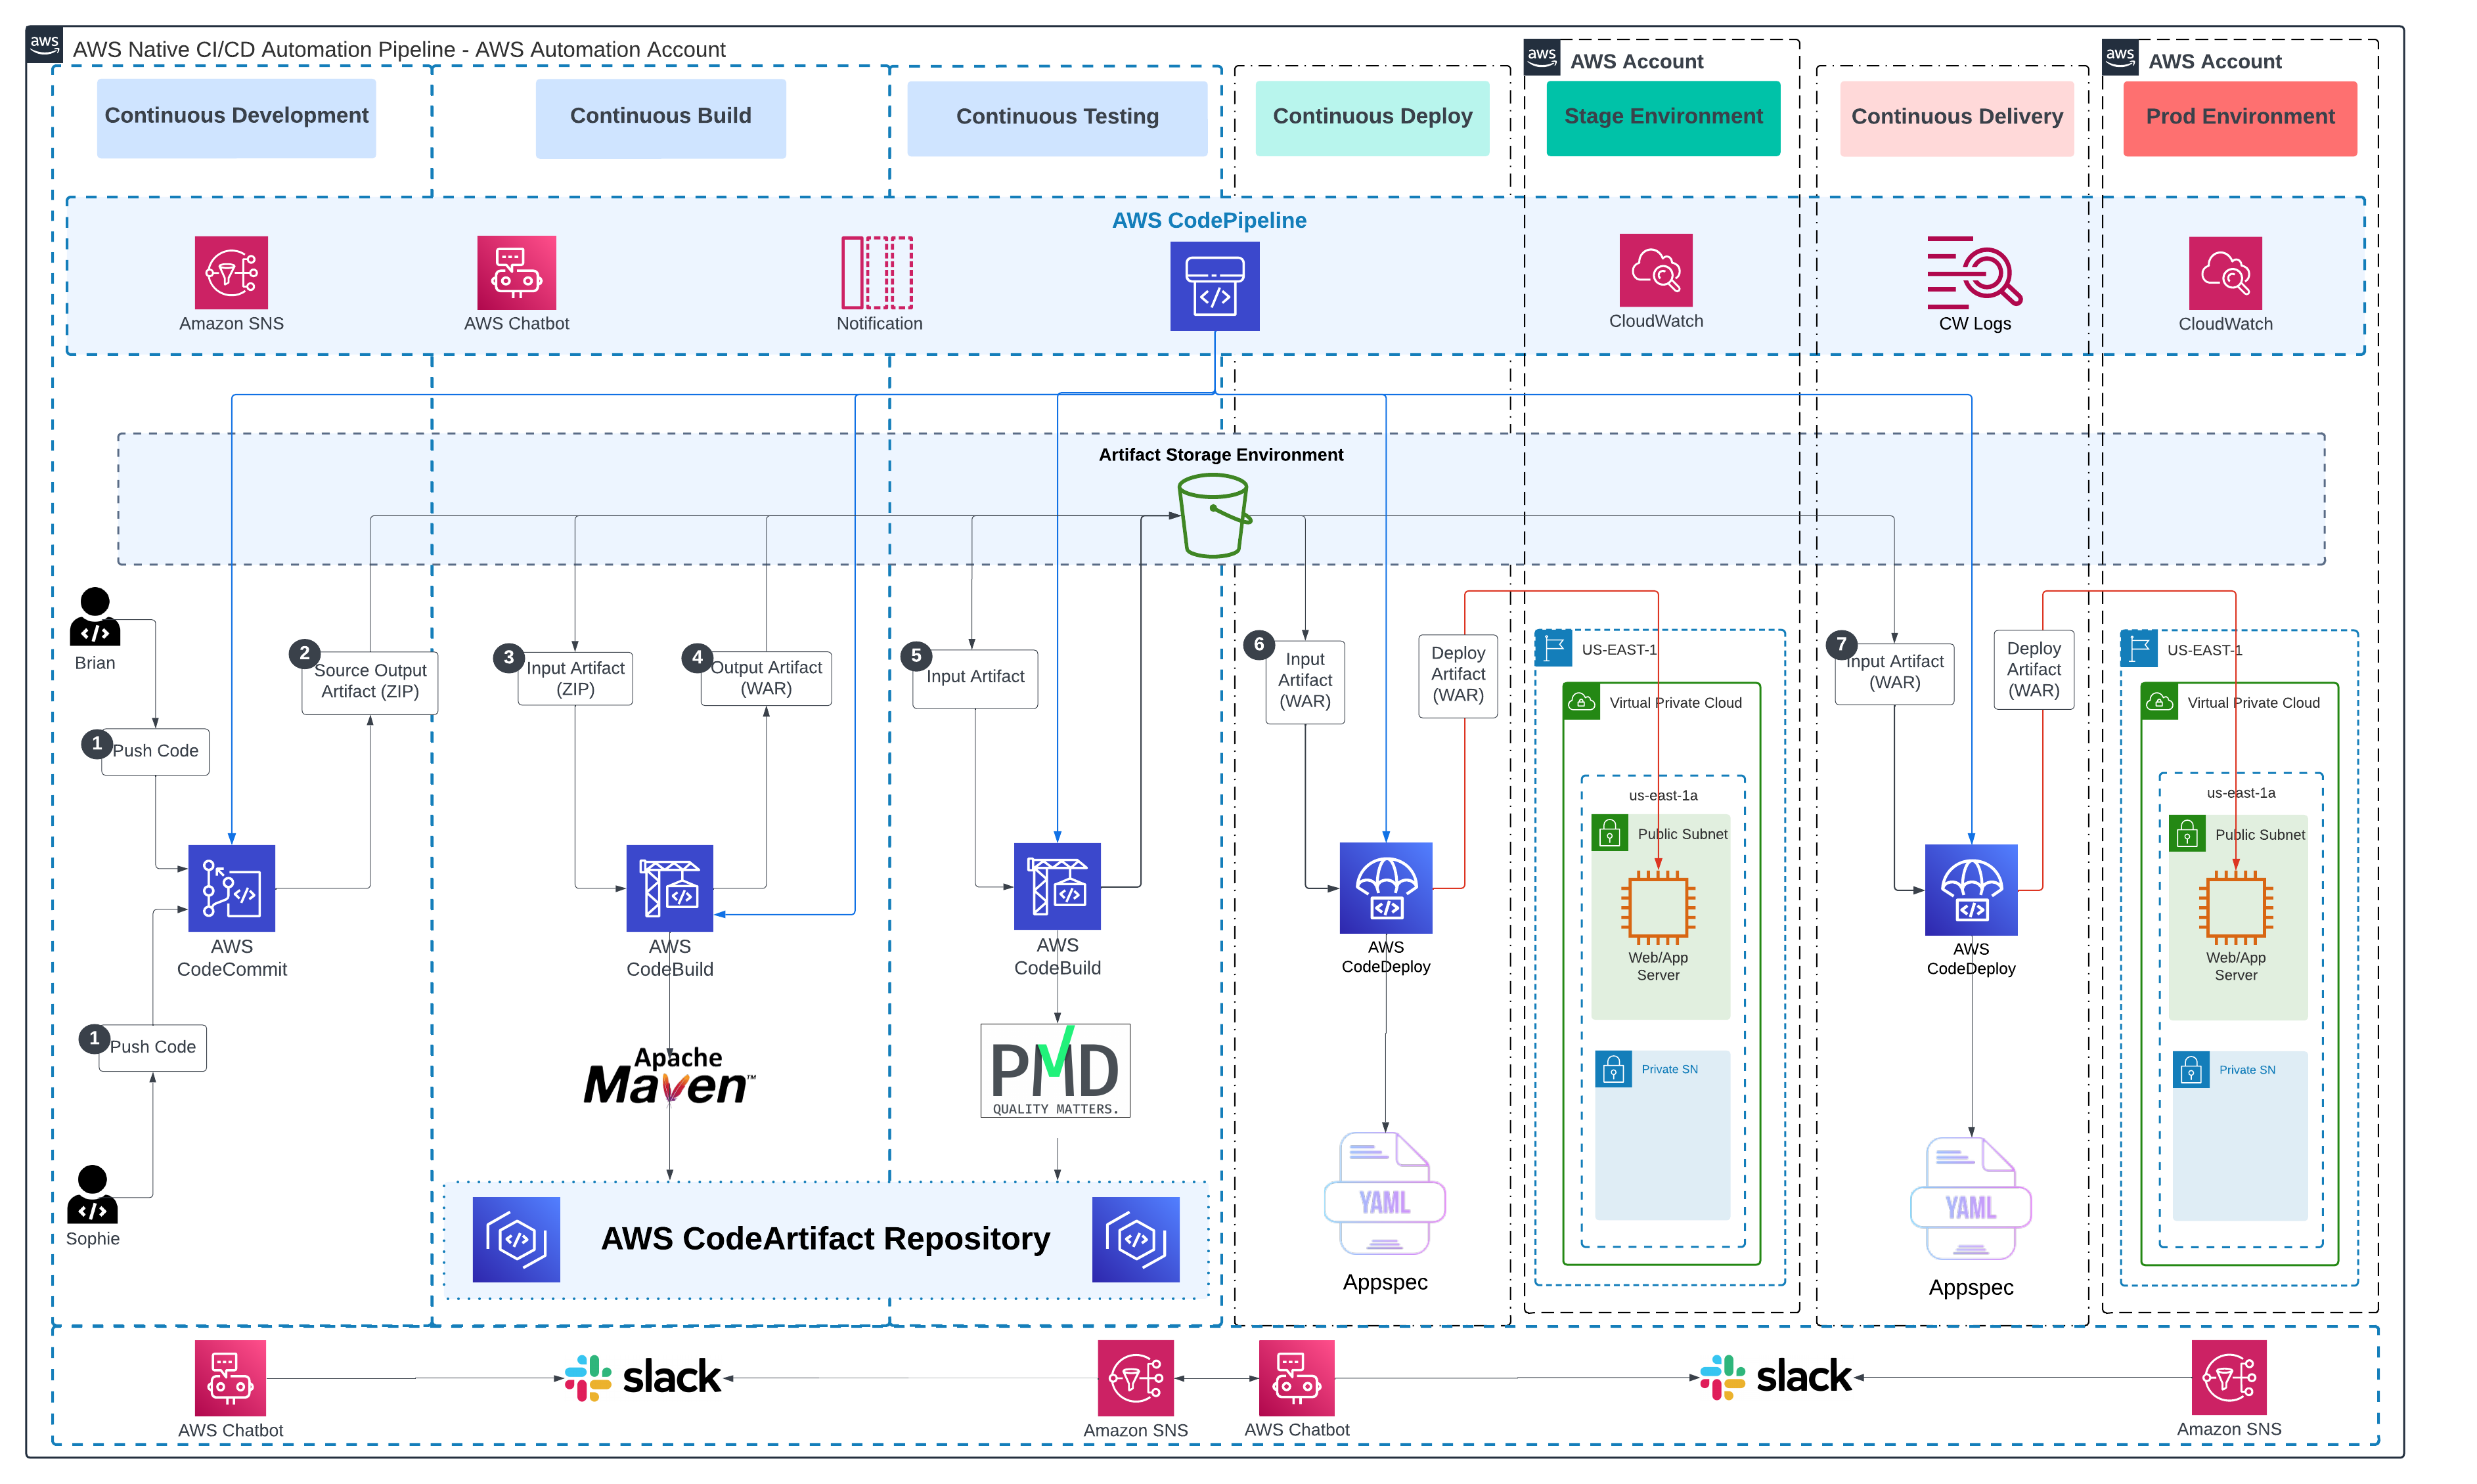 aws
AWS Native CI/CD Automation Pipeline - AWS Automation Account
aws
AWS Account
aws
AWS Account
Continuous Development
Continuous Build
Continuous Testing
Continuous Deploy
Stage Environment
Continuous Delivery
Prod Environment
AWS CodePipeline
Amazon SNS
AWS Chatbot
Notification
CloudWatch
CW Logs
CloudWatch
Artifact Storage Environment
Brian
1
Push Code
2
Source Output
Artifact (ZIP)
3
Input Artifact
(ZIP)
4
Output Artifact
(WAR)
5
Input Artifact
6
Input
Artifact
(WAR)
Deploy
Artifact
(WAR)
US-EAST-1
Virtual Private Cloud
us-east-1a
Public Subnet
Web/App
Server
Private SN
7
Input Artifact
(WAR)
Deploy
Artifact
(WAR)
US-EAST-1
Virtual Private Cloud
us-east-1a
Public Subnet
Web/App
Server
Private SN
AWS
CodeCommit
AWS
CodeBuild
AWS
CodeBuild
AWS
CodeDeploy
AWS
CodeDeploy
1
Push Code
Sophie
Apache
Maven™
PMD
QUALITY MATTERS.
YAML
Appspec
YAML
Appspec
AWS CodeArtifact Repository
AWS Chatbot
slack
Amazon SNS
AWS Chatbot
slack
Amazon SNS